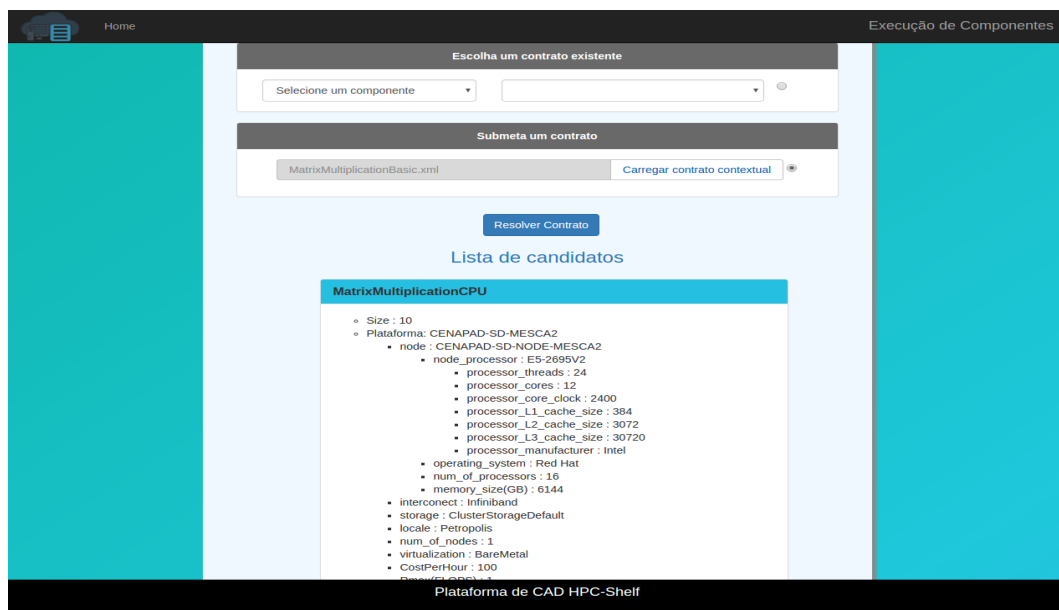 Home
Execução de Componentes
Escolha um contrato existente
Selecione um componente
Submeta um contrato
MatrixMultiplicationBasic.xml
Carregar contrato contextual
Resolver Contrato
Lista de candidatos
MatrixMultiplicationCPU
Size : 10
Plataforma: CENAPAD-SD-MESCA2
node : CENAPAD-SD-NODE-MESCA2
node_processor : E5-2695V2
processor_threads : 24
processor_cores : 12
processor_core_clock : 2400
processor_L1_cache_size : 384
processor_L2_cache_size : 3072
processor_L3_cache_size : 30720
processor_manufacturer : Intel
operating_system : Red Hat
num_of_processors : 16
memory_size(GB) : 6144
interconect : Infiniband
storage : ClusterStorageDefault
locale : Petropolis
num_of_nodes : 1
virtualization : BareMetal
CostPerHour : 100
Rmax(FLOPS) : 1
Plataforma de CAD HPC-Shelf